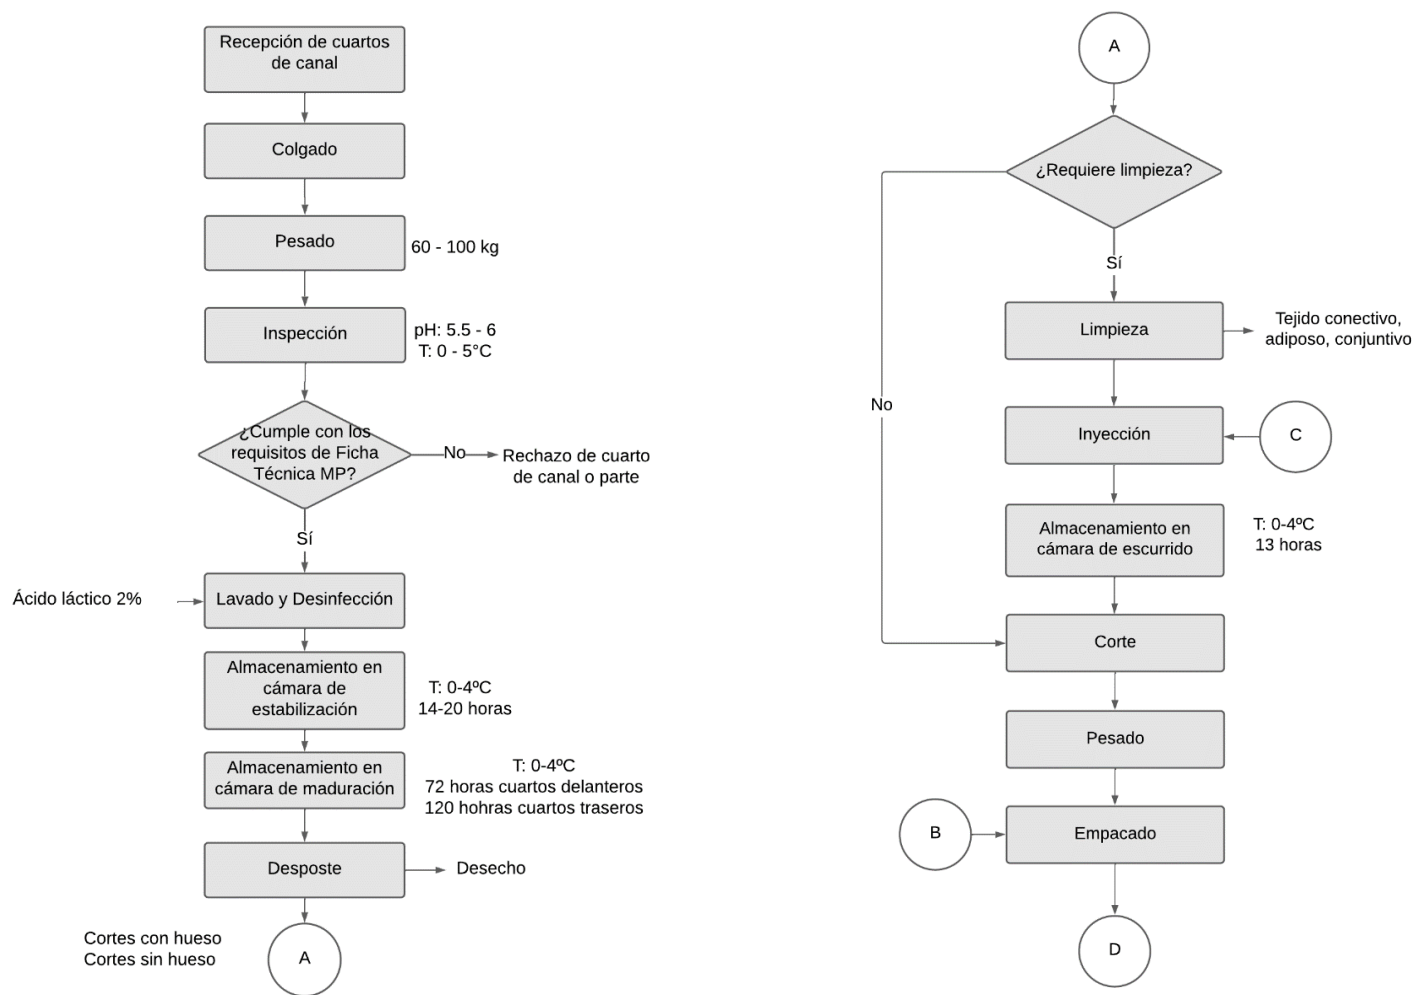 Recepción de cuartos
de canal
Colgado
Pesado
60 - 100 kg
Inspección
pH: 5.5 - 6
T: 0 - 5°C
¿Cumple con los
requisitos de Ficha
Técnica MP?
No
Rechazo de cuarto
de canal o parte
Sí
Ácido láctico 2%
Lavado y Desinfección
Almacenamiento en
cámara de
estabilización
T: 0-4ºC
14-20 horas
Almacenamiento en
cámara de maduración
T: 0-4ºC
72 horas cuartos delanteros
120 hohras cuartos traseros
Desposte
Desecho
Cortes con hueso
Cortes sin hueso
A
A
¿Requiere limpieza?
Sí
No
Limpieza
Tejido conectivo,
adiposo, conjuntivo
Inyección
C
Almacenamiento en
cámara de escurrido
T: 0-4ºC
13 horas
Corte
Pesado
B
Empacado
D